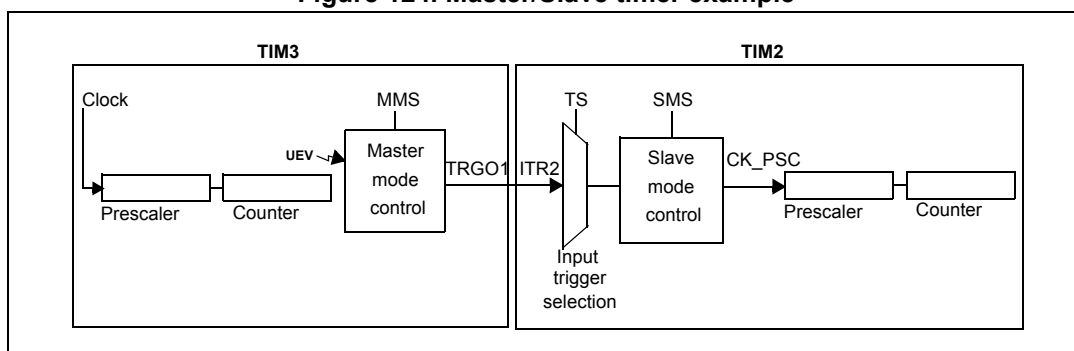 Figure 124. Master/Slave timer example
TIM3
TIM2
Clock
MMS
TS
SMS
UEV
Master
mode
control
TRGO1
ITR2
Slave
mode
control
CK_PSC
Prescaler
Counter
Prescaler
Counter
Input
trigger
selection